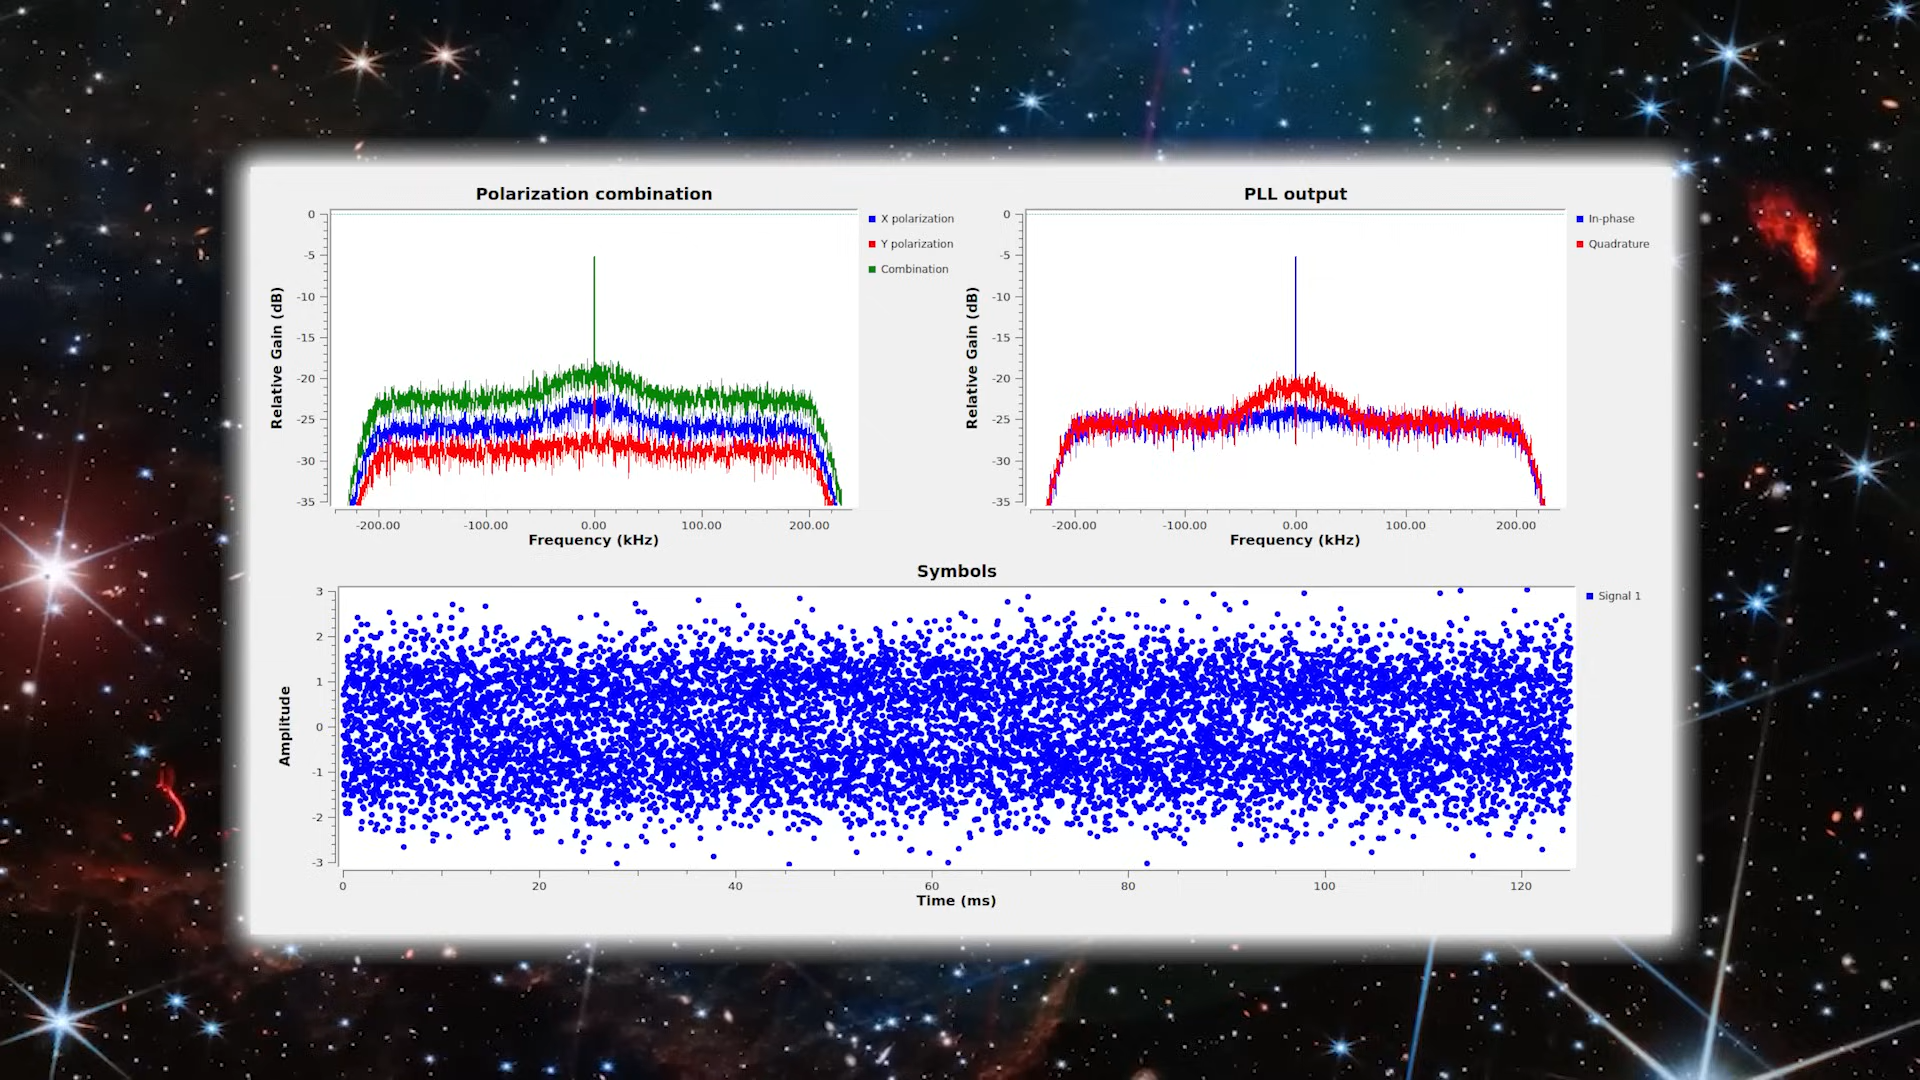 Polarization combination
0
-5
-10
-15
-20
-25
-30
-35
Relative Gain (dB)
-200.00 -100.00 0.00 100.00 200.00
Frequency (kHz)
X polarization
Y polarization
Combination
PLL output
0
-5
-10
-15
-20
-25
-30
-35
Relative Gain (dB)
-200.00 -100.00 0.00 100.00 200.00
Frequency (kHz)
In-phase
Quadrature
Symbols
3
2
1
0
-1
-2
-3
Amplitude
0 20 40 60 80 100 120
Time (ms)
Signal 1